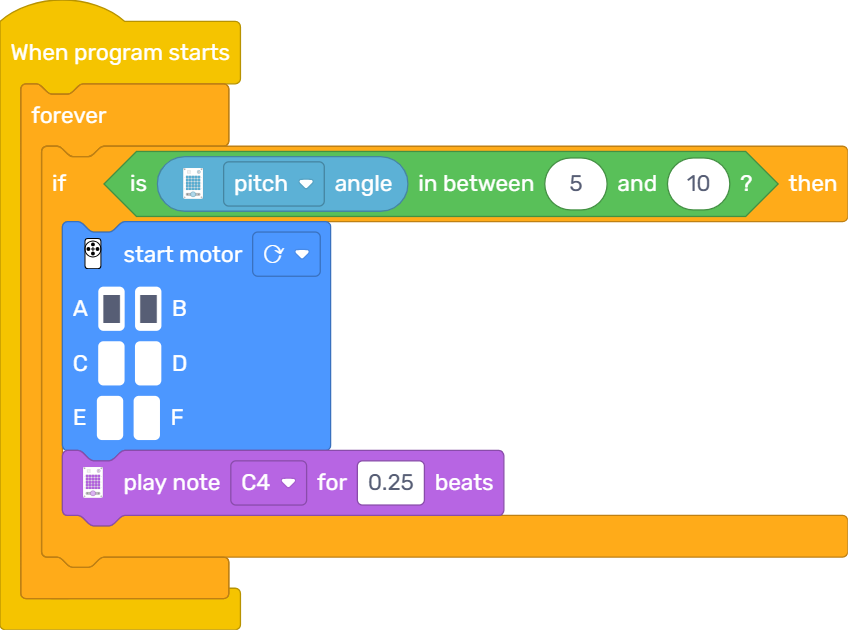 When program starts
forever
if is pitch angle in between 5 and 10 ? then
start motor
A B
C D
E F
play note C4 for 0.25 beats